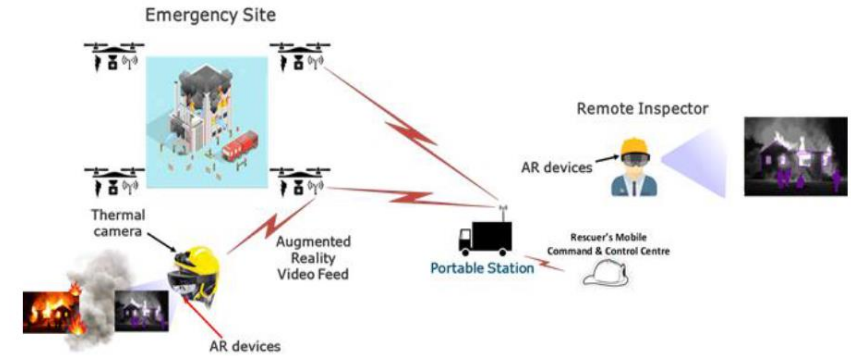 Emergency Site
Remote Inspector
AR devices
Thermal
camera
Augmented
Reality
Video Feed
Rescuer's Mobile
Command & Control Centre
Portable Station
AR devices